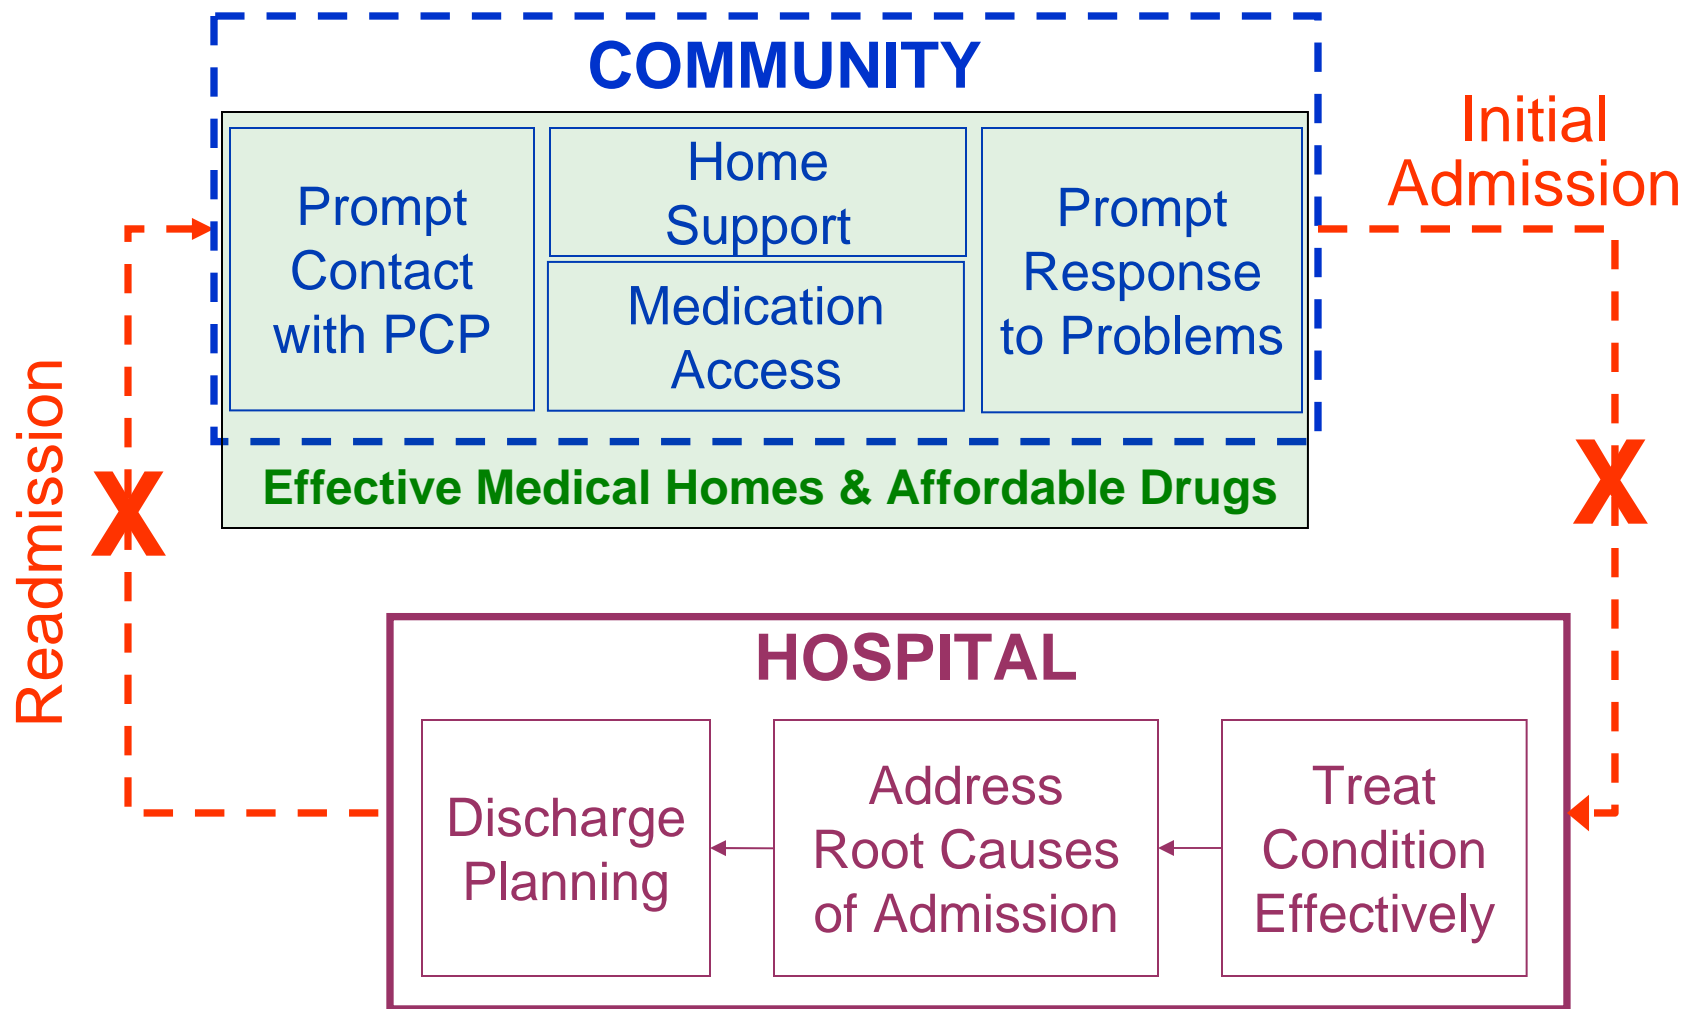 COMMUNITY
Initial
Admission
Prompt
Contact
with PCP
Home
Support
Medication
Access
Prompt
Response
to Problems
Effective Medical Homes & Affordable Drugs
Readmission
X
X
HOSPITAL
Discharge
Planning
Address
Root Causes
of Admission
Treat
Condition
Effectively